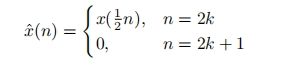 x̂(n) = { x(½n), n = 2k
0, n = 2k + 1